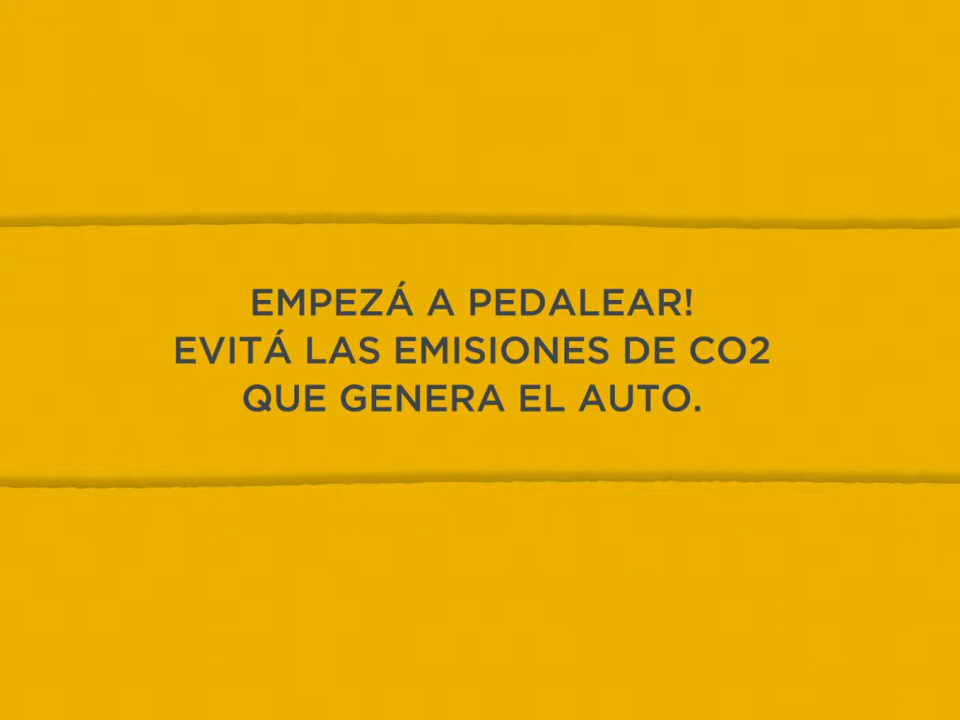 EMPEZÁ A PEDALEAR!
EVITÁ LAS EMISIONES DE CO2
QUE GENERA EL AUTO.